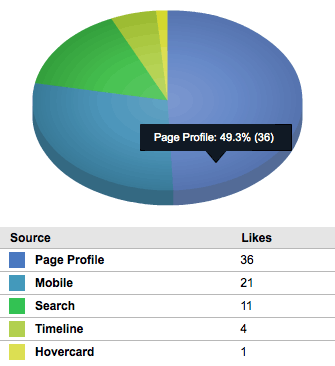 Page Profile: 49.3% (36)
Source Likes
Page Profile 36
Mobile 21
Search 11
Timeline 4
Hovercard 1